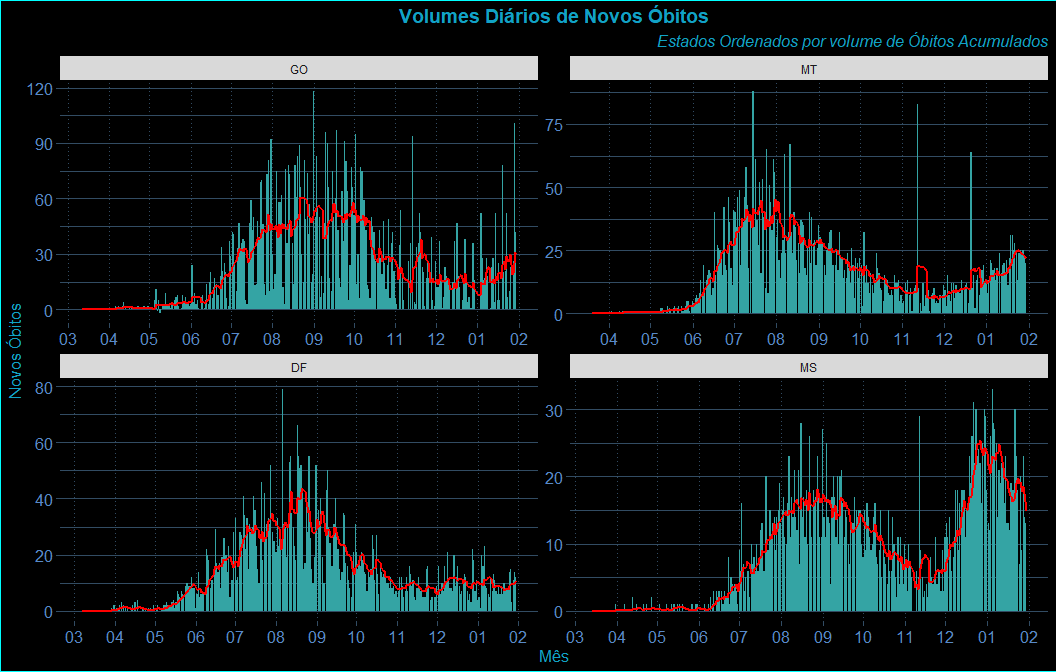 Volumes Diários de Novos Óbitos
Estados Ordenados por volume de Óbitos Acumulados
GO
MT
120
90
60
30
0
03 04 05 06 07 08 09 10 11 12 01 02
75
50
25
0
04 05 06 07 08 09 10 11 12 01 02
Novos Óbitos
DF
MS
80
60
40
20
0
03 04 05 06 07 08 09 10 11 12 01 02
30
20
10
0
03 04 05 06 07 08 09 10 11 12 01 02
Mês